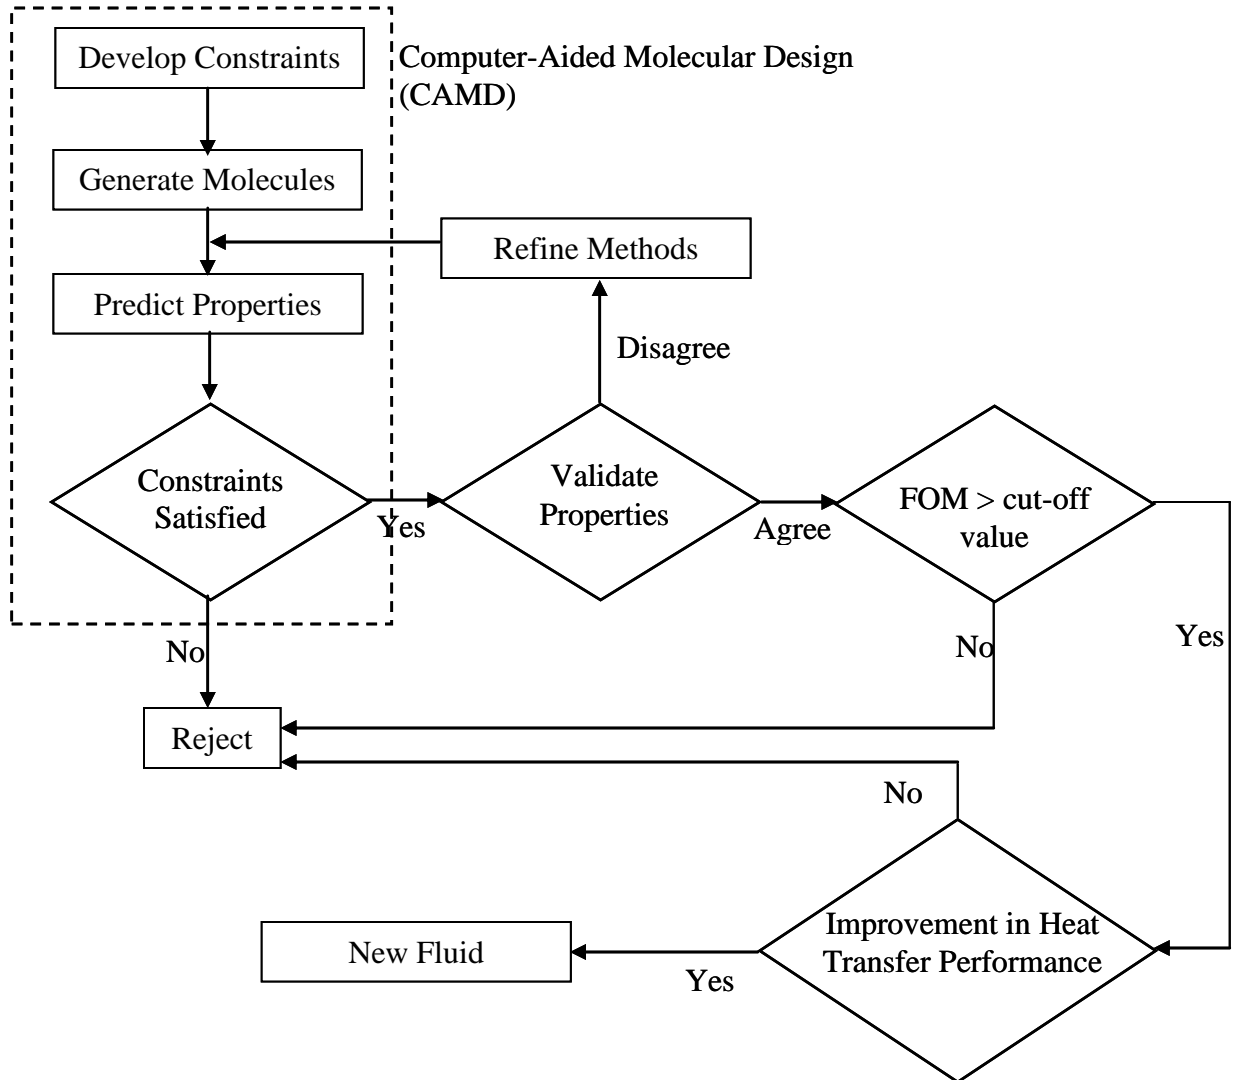 Develop Constraints
Computer-Aided Molecular Design
(CAMD)
Generate Molecules
Refine Methods
Predict Properties
Disagree
Constraints
Satisfied
Yes
Validate
Properties
Agree
FOM > cut-off
value
No
No
Yes
Reject
No
Improvement in Heat
Transfer Performance
Yes
New Fluid